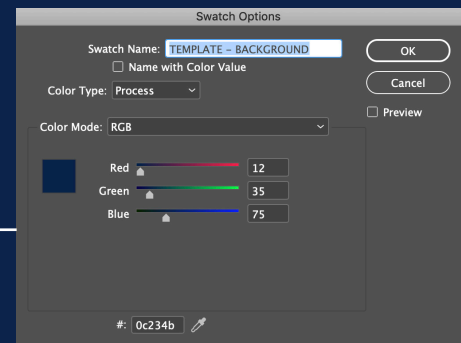 Swatch Options
Swatch Name: TEMPLATE – BACKGROUND
OK
Name with Color Value
Cancel
Color Type: Process
Preview
Color Mode: RGB
Red 12
Green 35
Blue 75
#: 0c234b